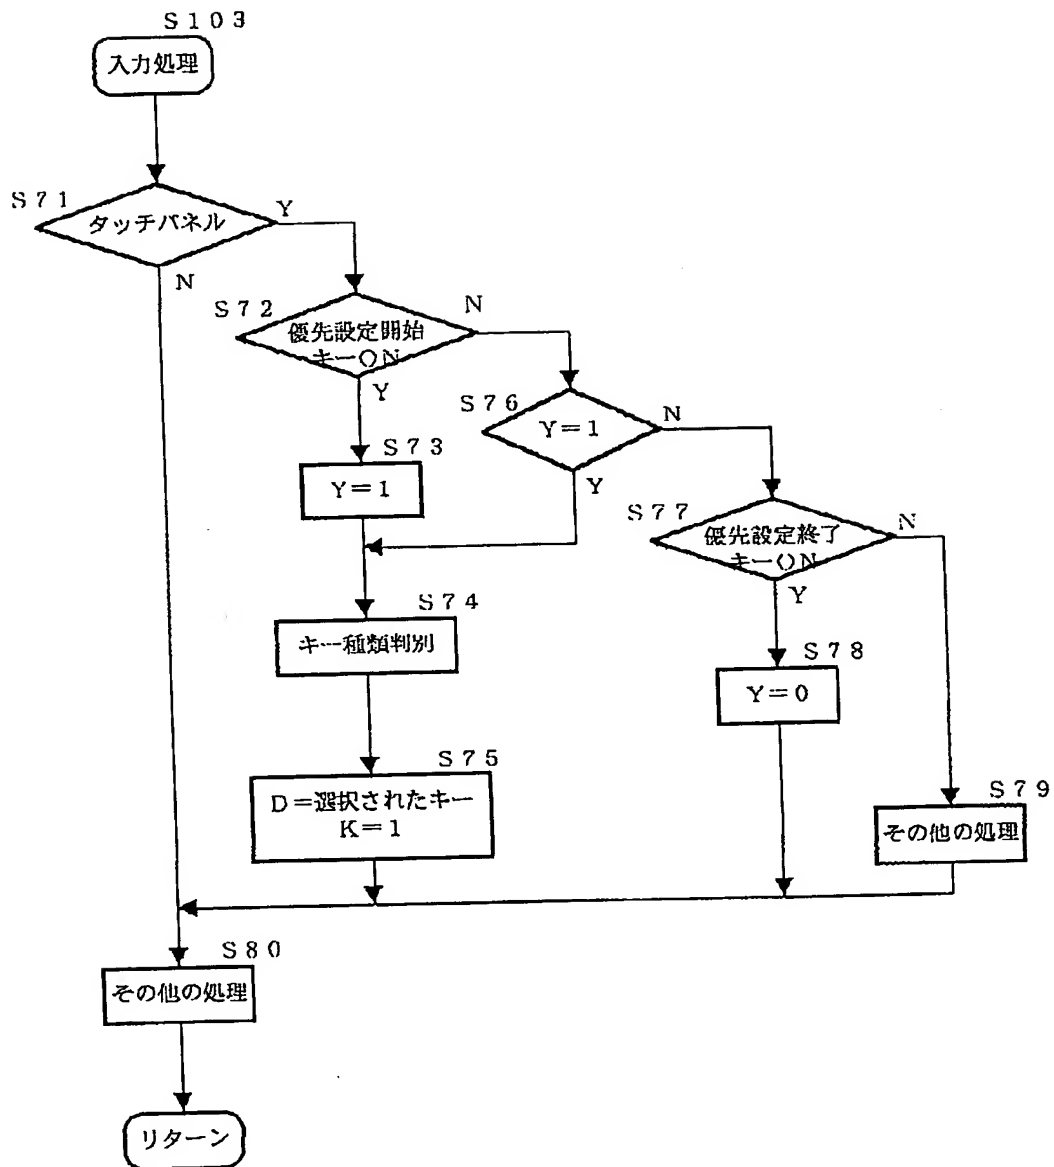 S103
入力処理
S71
タッチパネル
Y
N
S72
優先設定開始
キーON
N
Y
S76
Y=1
N
Y
S73
Y=1
S77
優先設定終了
キーON
N
Y
S74
キー種類判別
S78
Y=0
S75
D=選択されたキー
K=1
S79
その他の処理
S80
その他の処理
リターン